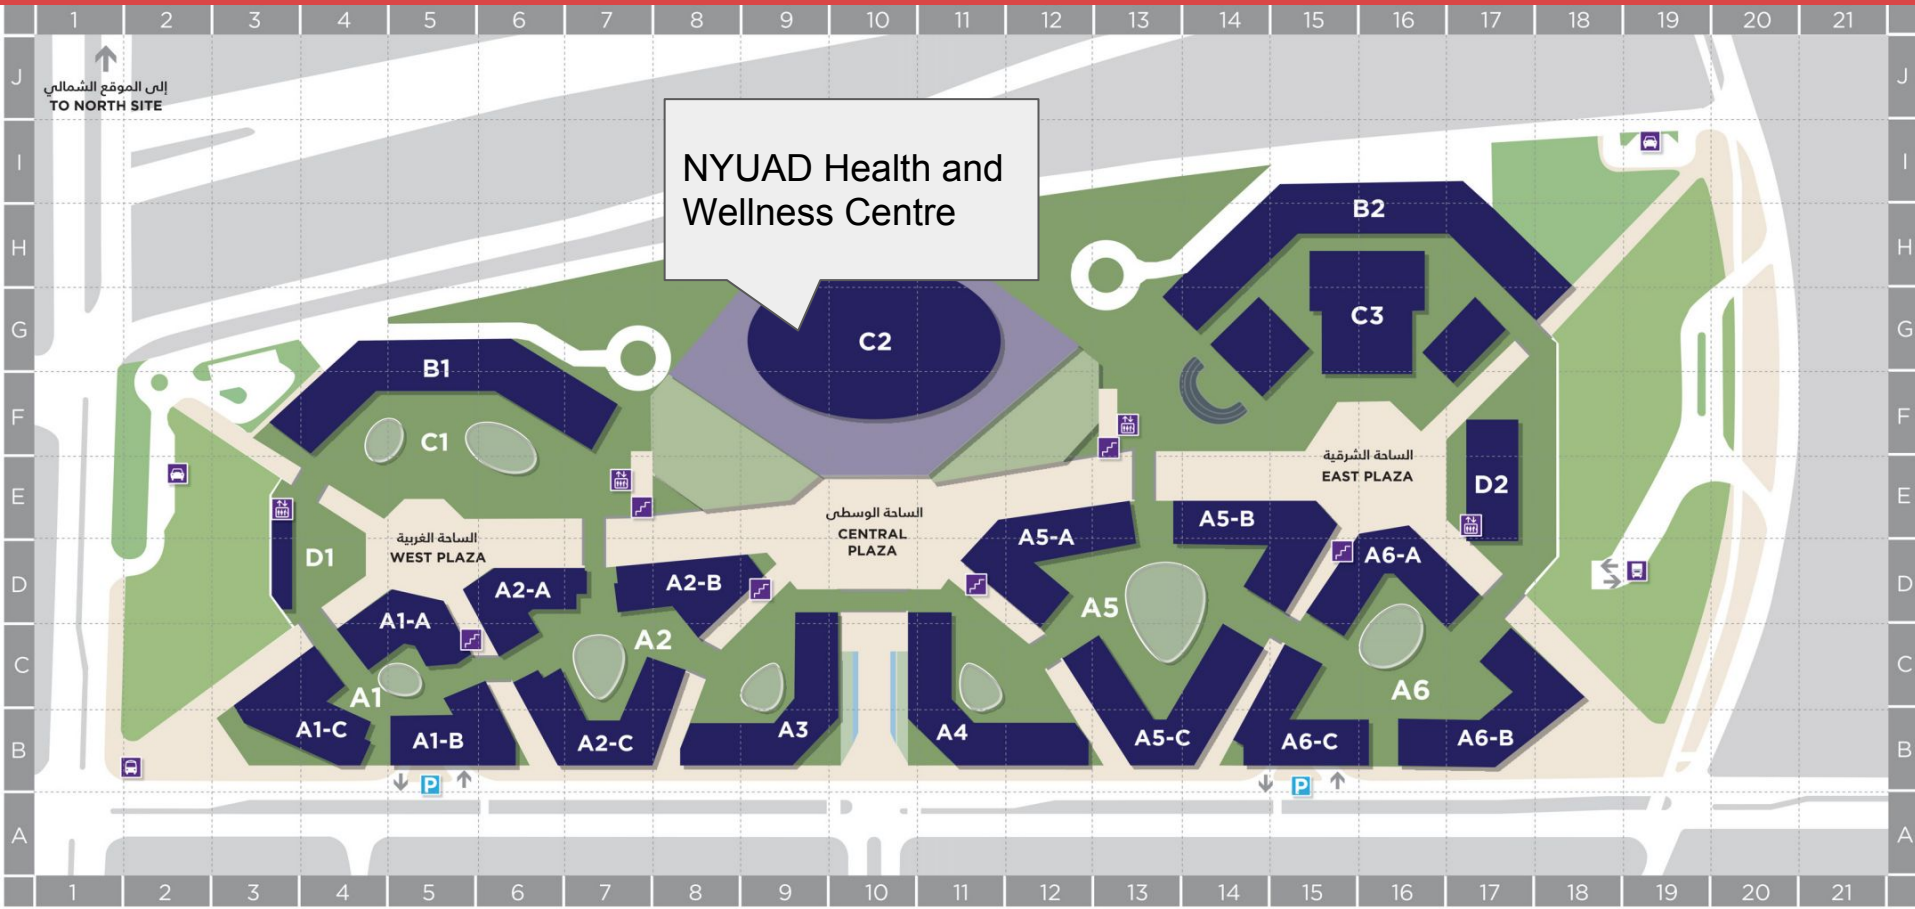 1 2 3 4 5 6 7 8 9 10 11 12 13 14 15 16 17 18 19 20 21
J J
إلى الموقع الشمالي
TO NORTH SITE
NYUAD Health and
Wellness Centre
I I
B2
H H
C3
G C2 G
B1
F C1 F
الساحة الشرقية
EAST PLAZA
E D2 E
الساحة الوسطى
CENTRAL
PLAZA
الساحة الغربية
WEST PLAZA
A5-A A5-B
D1 A6-A
D A2-A A2-B D
A5
A1-A
A2
C C
A1 A6
A1-C A1-B A2-C A3 A4 A5-C A6-C A6-B
B B
P P
A A
1 2 3 4 5 6 7 8 9 10 11 12 13 14 15 16 17 18 19 20 21